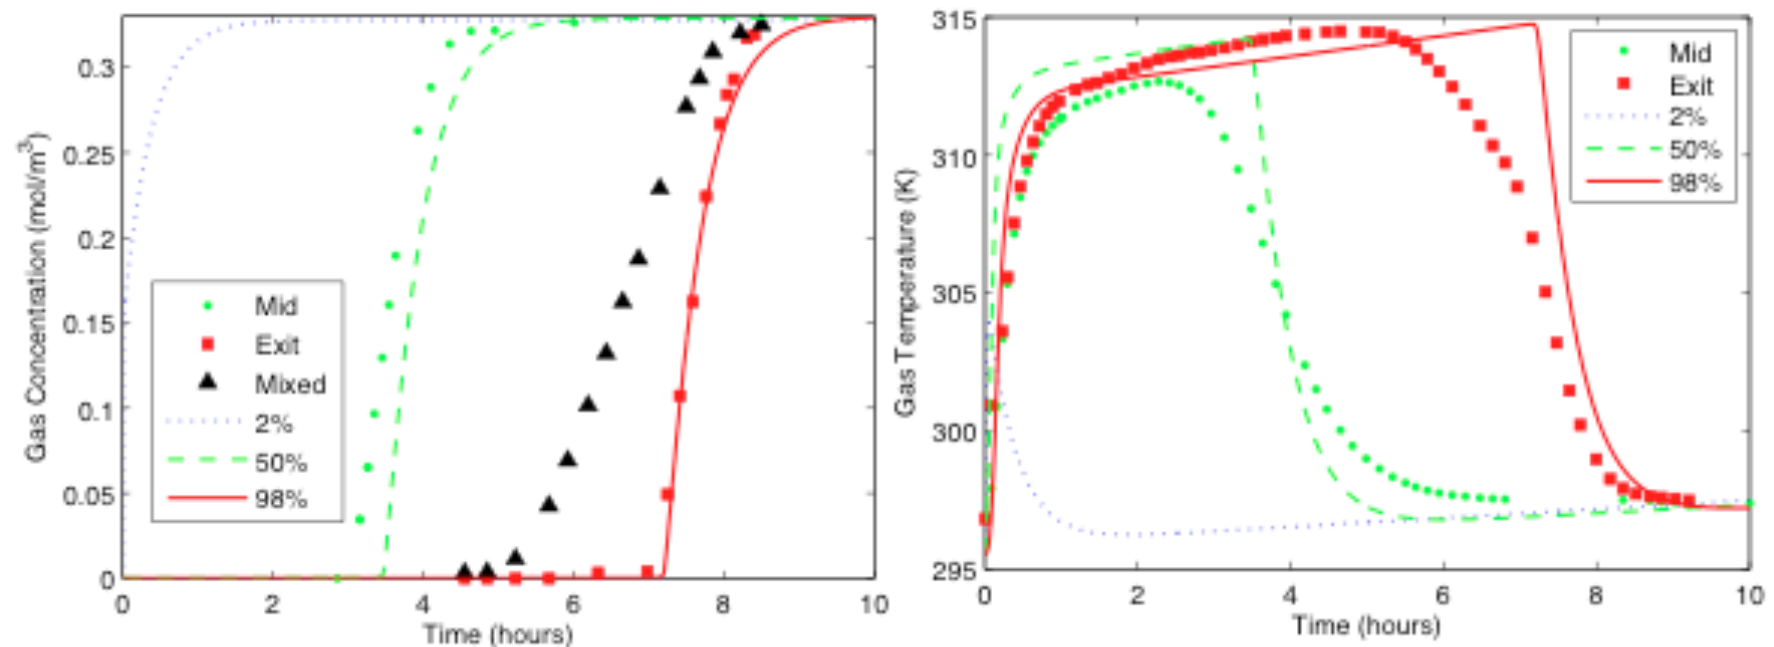 0.3
0.25
0.2
0.15
0.1
0.05
0
Gas Concentration (mol/m³)
Mid
Exit
Mixed
2%
50%
98%
0 2 4 6 8 10
Time (hours)
315
310
305
300
295
Gas Temperature (K)
Mid
Exit
2%
50%
98%
0 2 4 6 8 10
Time (hours)